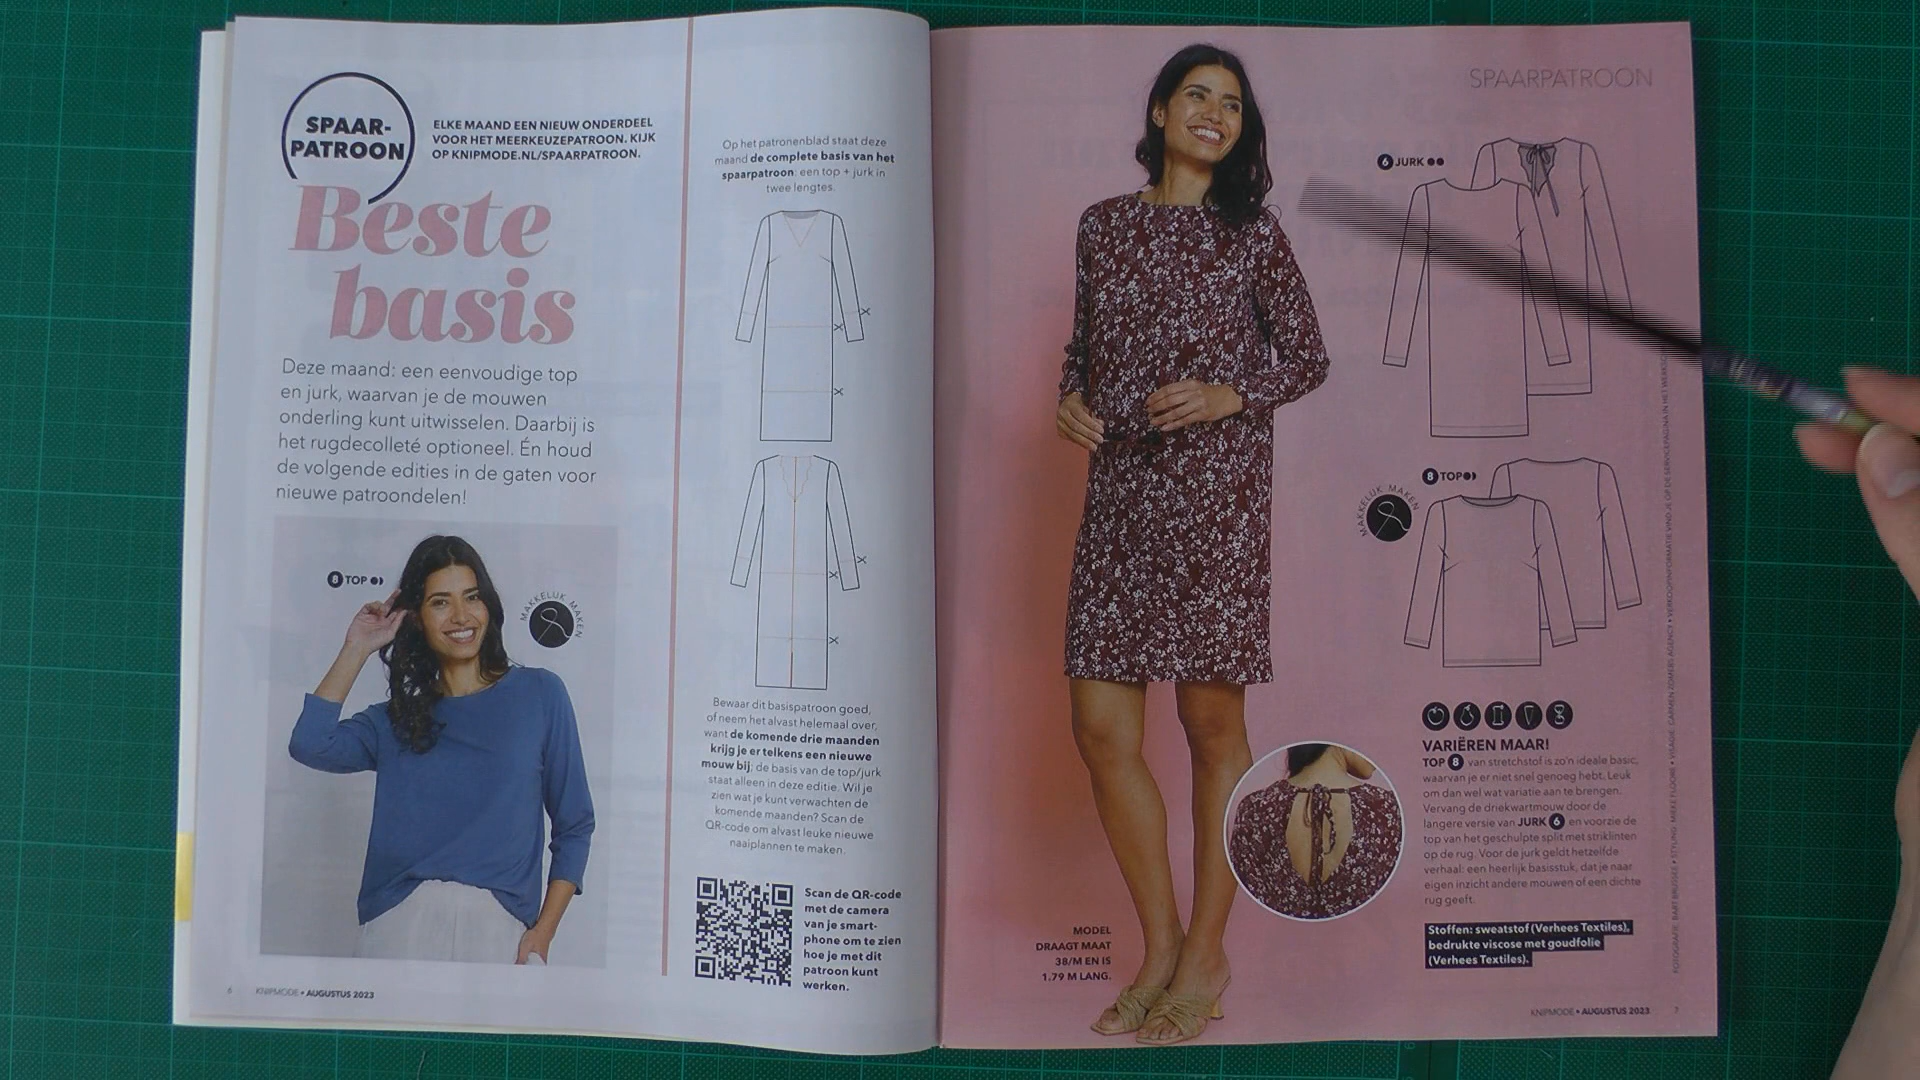 SPAAR-
PATROON
ELKE MAAND EEN NIEUW ONDERDEEL
VOOR HET MEERKEUZEPATROON. KIJK
OP KNIPMODE.NL/SPAARPATROON.
Beste
basis
Deze maand: een eenvoudige top
en jurk, waarvan je de mouwen
onderling kunt uitwisselen. Daarbij is
het rugdecolleté optioneel. Én houd
de volgende edities in de gaten voor
nieuwe patroondelen!
8 TOP
MAKKELIJK MAKEN
6 KNIPMODE • AUGUSTUS 2023
Op het patronenblad staat deze
maand de complete basis van het
spaarpatroon: een top + jurk in
twee lengtes.
Bewaar dit basispatroon goed,
of neem het alvast helemaal over,
want de komende drie maanden
krijg je er telkens een nieuwe
mouw bij; de basis van de top/jurk
staat alleen in deze editie. Wil je
zien wat je kunt verwachten de
komende maanden? Scan de
QR-code om alvast leuke nieuwe
naaiplannen te maken.
Scan de QR-code
met de camera
van je smart-
phone om te zien
hoe je met dit
patroon kunt
werken.
SPAARPATROON
6 JURK
8 TOP
MAKKELIJK MAKEN
VARIËREN MAAR!
TOP 8 van stretchstof is zo'n ideale basic,
waarvan je er niet snel genoeg hebt. Leuk
om dan wel wat variatie aan te brengen.
Vervang de driekwartmouw door de
langere versie van JURK 6 en voorzie de
top van het geschulpte split met striklinten
op de rug. Voor de jurk geldt hetzelfde
verhaal: een heerlijk basisstuk, dat je naar
eigen inzicht andere mouwen of een dichte
rug geeft.
Stoffen: sweatstof (Verhees Textiles),
bedrukte viscose met goudfolie
(Verhees Textiles).
MODEL
DRAAGT MAAT
38/M EN IS
1.79 M LANG.
KNIPMODE • AUGUSTUS 2023 7